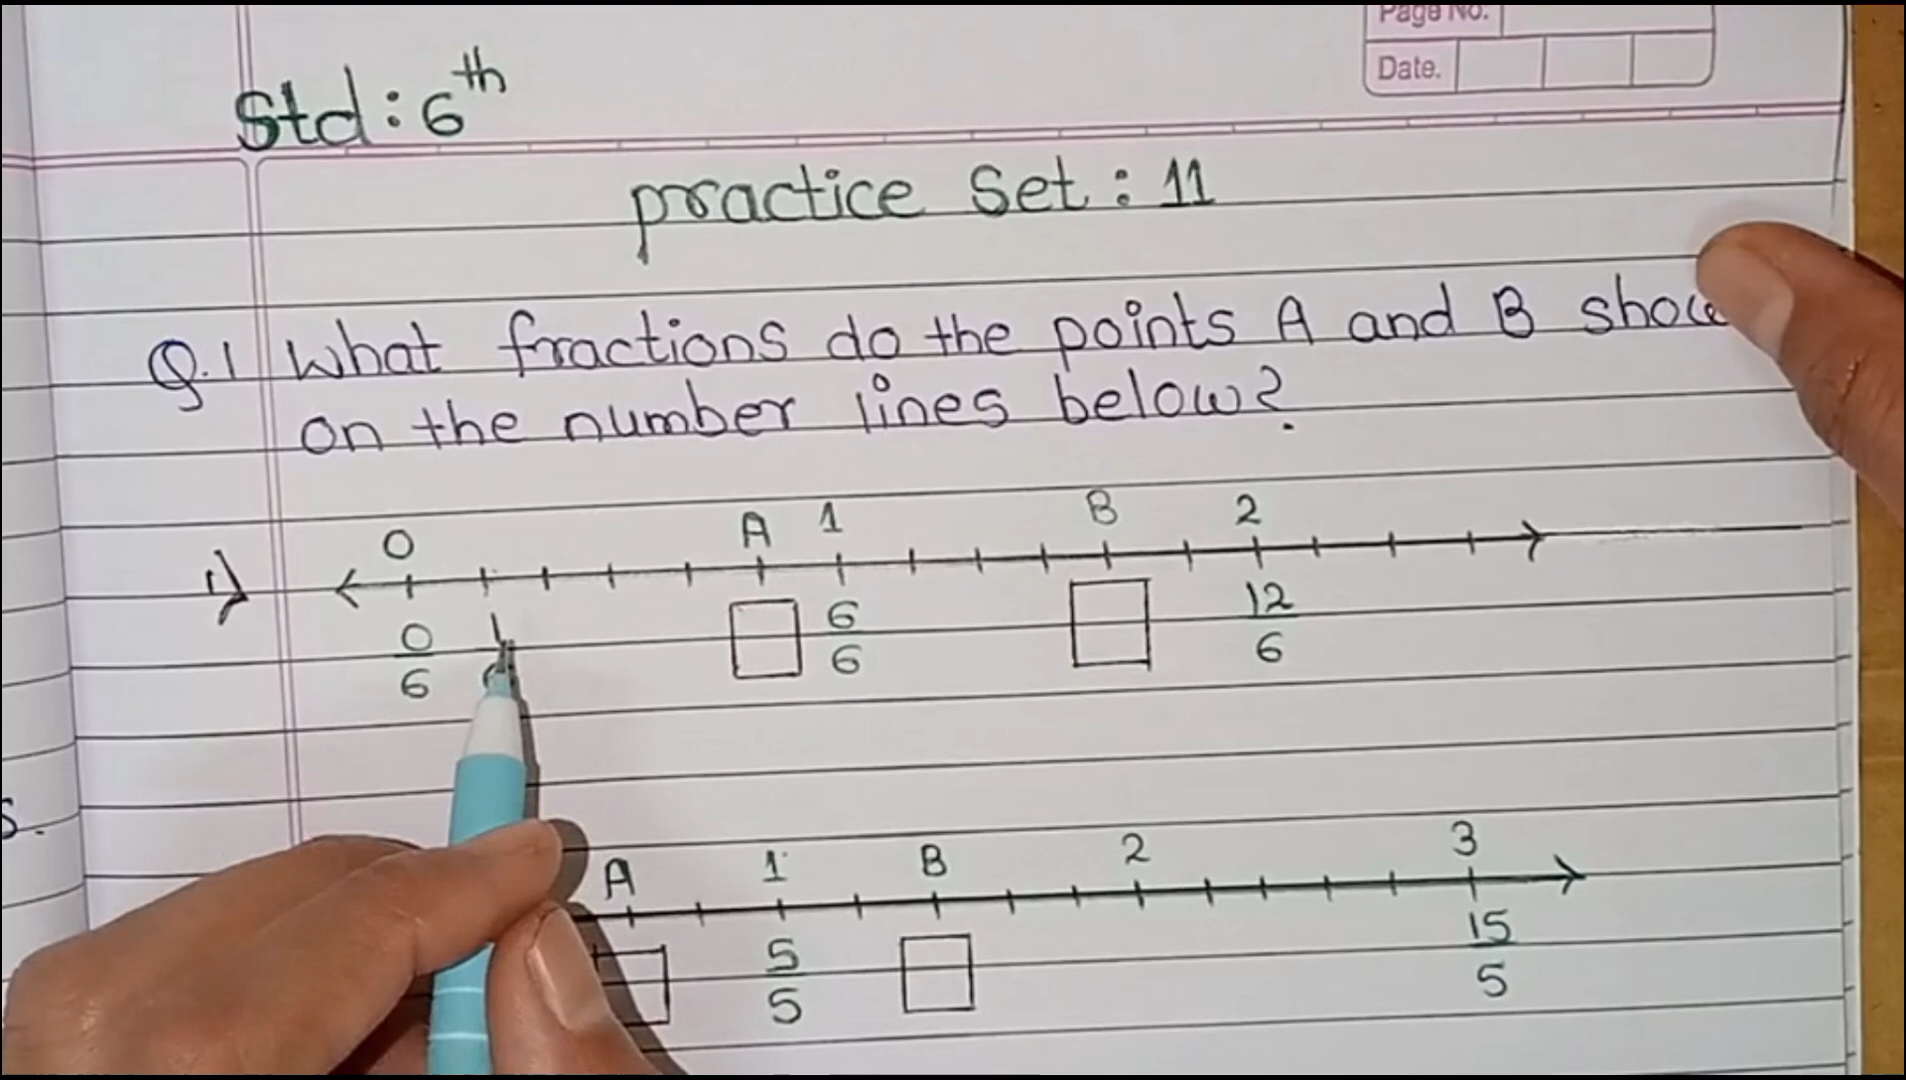 Page No.
Date.
Std : 6th
practice Set : 11
Q.1 What fractions do the points A and B show
on the number lines below?
1)
0 A 1 B 2
0/6 1 6/6 12/6
A 1 B 2 3
5/5 15/5
s.